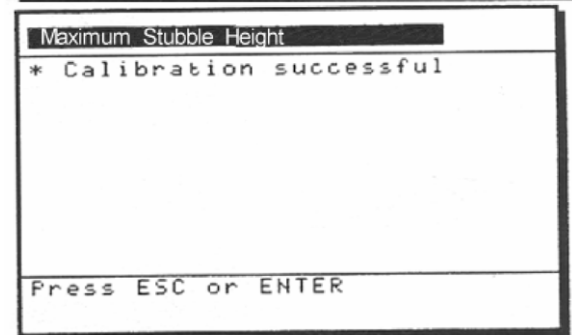 Maximum Stubble Height
* Calibration successful
Press ESC or ENTER